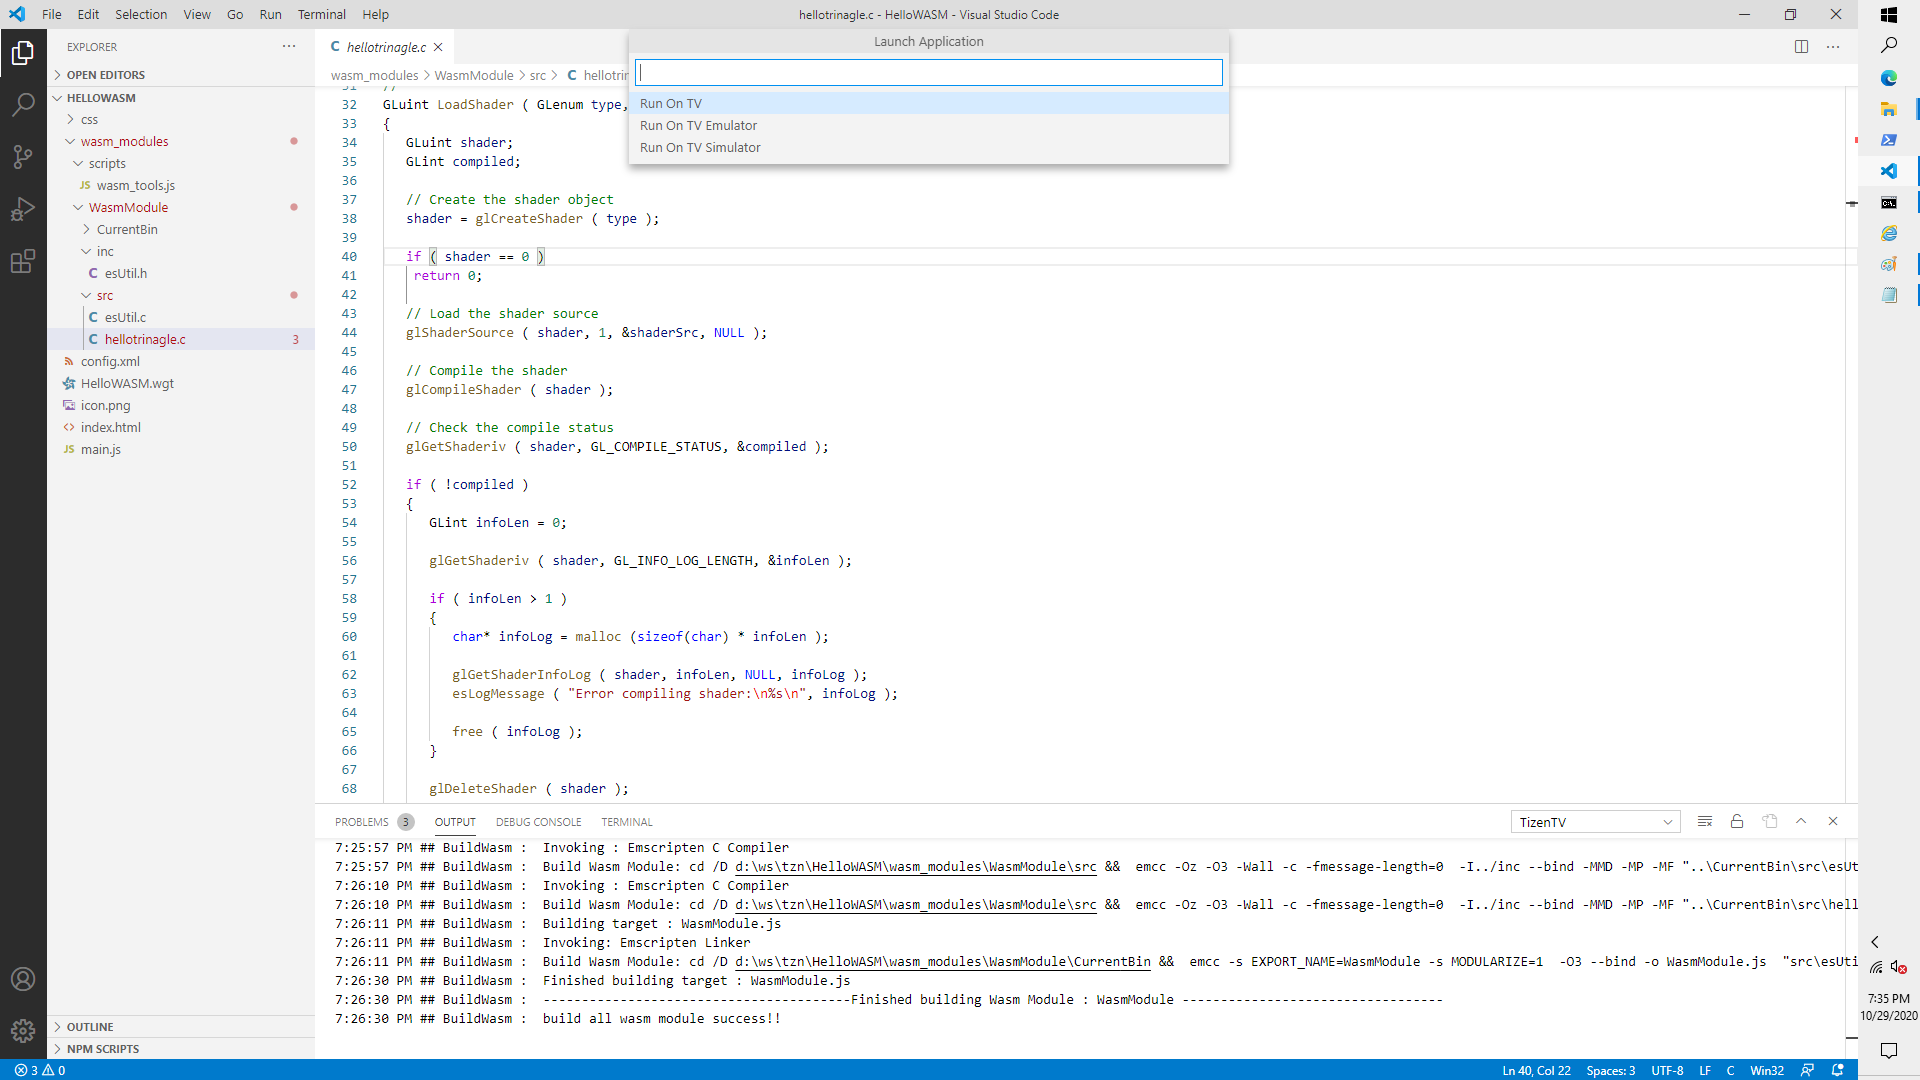 File Edit Selection View Go Run Terminal Help
hellotrinagle.c - HelloWASM - Visual Studio Code
EXPLORER
OPEN EDITORS
HELLOWASM
css
wasm_modules
scripts
JS wasm_tools.js
WasmModule
CurrentBin
inc
C esUtil.h
src
C esUtil.c
C hellotrinagle.c 3
config.xml
HelloWASM.wgt
icon.png
index.html
JS main.js
OUTLINE
NPM SCRIPTS
C hellotrinagle.c
wasm_modules > WasmModule > src > C hellotrin
Launch Application
Run On TV
Run On TV Emulator
Run On TV Simulator
31 //
32 GLuint LoadShader ( GLenum type,
33 {
34 GLuint shader;
35 GLint compiled;
36
37 // Create the shader object
38 shader = glCreateShader ( type );
39
40 if ( shader == 0 )
41 return 0;
42
43 // Load the shader source
44 glShaderSource ( shader, 1, &shaderSrc, NULL );
45
46 // Compile the shader
47 glCompileShader ( shader );
48
49 // Check the compile status
50 glGetShaderiv ( shader, GL_COMPILE_STATUS, &compiled );
51
52 if ( !compiled )
53 {
54 GLint infoLen = 0;
55
56 glGetShaderiv ( shader, GL_INFO_LOG_LENGTH, &infoLen );
57
58 if ( infoLen > 1 )
59 {
60 char* infoLog = malloc (sizeof(char) * infoLen );
61
62 glGetShaderInfoLog ( shader, infoLen, NULL, infoLog );
63 esLogMessage ( "Error compiling shader:\n%s\n", infoLog );
64
65 free ( infoLog );
66 }
67
68 glDeleteShader ( shader );
PROBLEMS 3 OUTPUT DEBUG CONSOLE TERMINAL
TizenTV
7:25:57 PM ## BuildWasm : Invoking : Emscripten C Compiler
7:25:57 PM ## BuildWasm : Build Wasm Module: cd /D d:\ws\tzn\HelloWASM\wasm_modules\WasmModule\src && emcc -Oz -O3 -Wall -c -fmessage-length=0 -I../inc --bind -MMD -MP -MF "..\CurrentBin\src\esUt
7:26:10 PM ## BuildWasm : Invoking : Emscripten C Compiler
7:26:10 PM ## BuildWasm : Build Wasm Module: cd /D d:\ws\tzn\HelloWASM\wasm_modules\WasmModule\src && emcc -Oz -O3 -Wall -c -fmessage-length=0 -I../inc --bind -MMD -MP -MF "..\CurrentBin\src\hell
7:26:11 PM ## BuildWasm : Building target : WasmModule.js
7:26:11 PM ## BuildWasm : Invoking: Emscripten Linker
7:26:11 PM ## BuildWasm : Build Wasm Module: cd /D d:\ws\tzn\HelloWASM\wasm_modules\WasmModule\CurrentBin && emcc -s EXPORT_NAME=WasmModule -s MODULARIZE=1 -O3 --bind -o WasmModule.js "src\esUti
7:26:30 PM ## BuildWasm : Finished building target : WasmModule.js
7:26:30 PM ## BuildWasm : ----------------------------------------Finished building Wasm Module : WasmModule ----------------------------------
7:26:30 PM ## BuildWasm : build all wasm module success!!
3 0
Ln 40, Col 22 Spaces: 3 UTF-8 LF C Win32
7:35 PM
10/29/2020